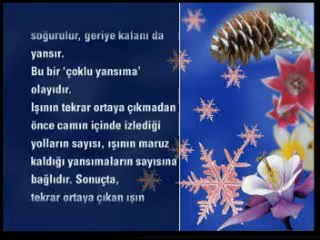 soğurulur, geriye kalanı da
yansır.
Bu bir ‘çoklu yansıma’
olayıdır.
Işının tekrar ortaya çıkmadan
önce camın içinde izlediği
yolların sayısı, ışının maruz
kaldığı yansımaların sayısına
bağlıdır. Sonuçta,
tekrar ortaya çıkan ışın